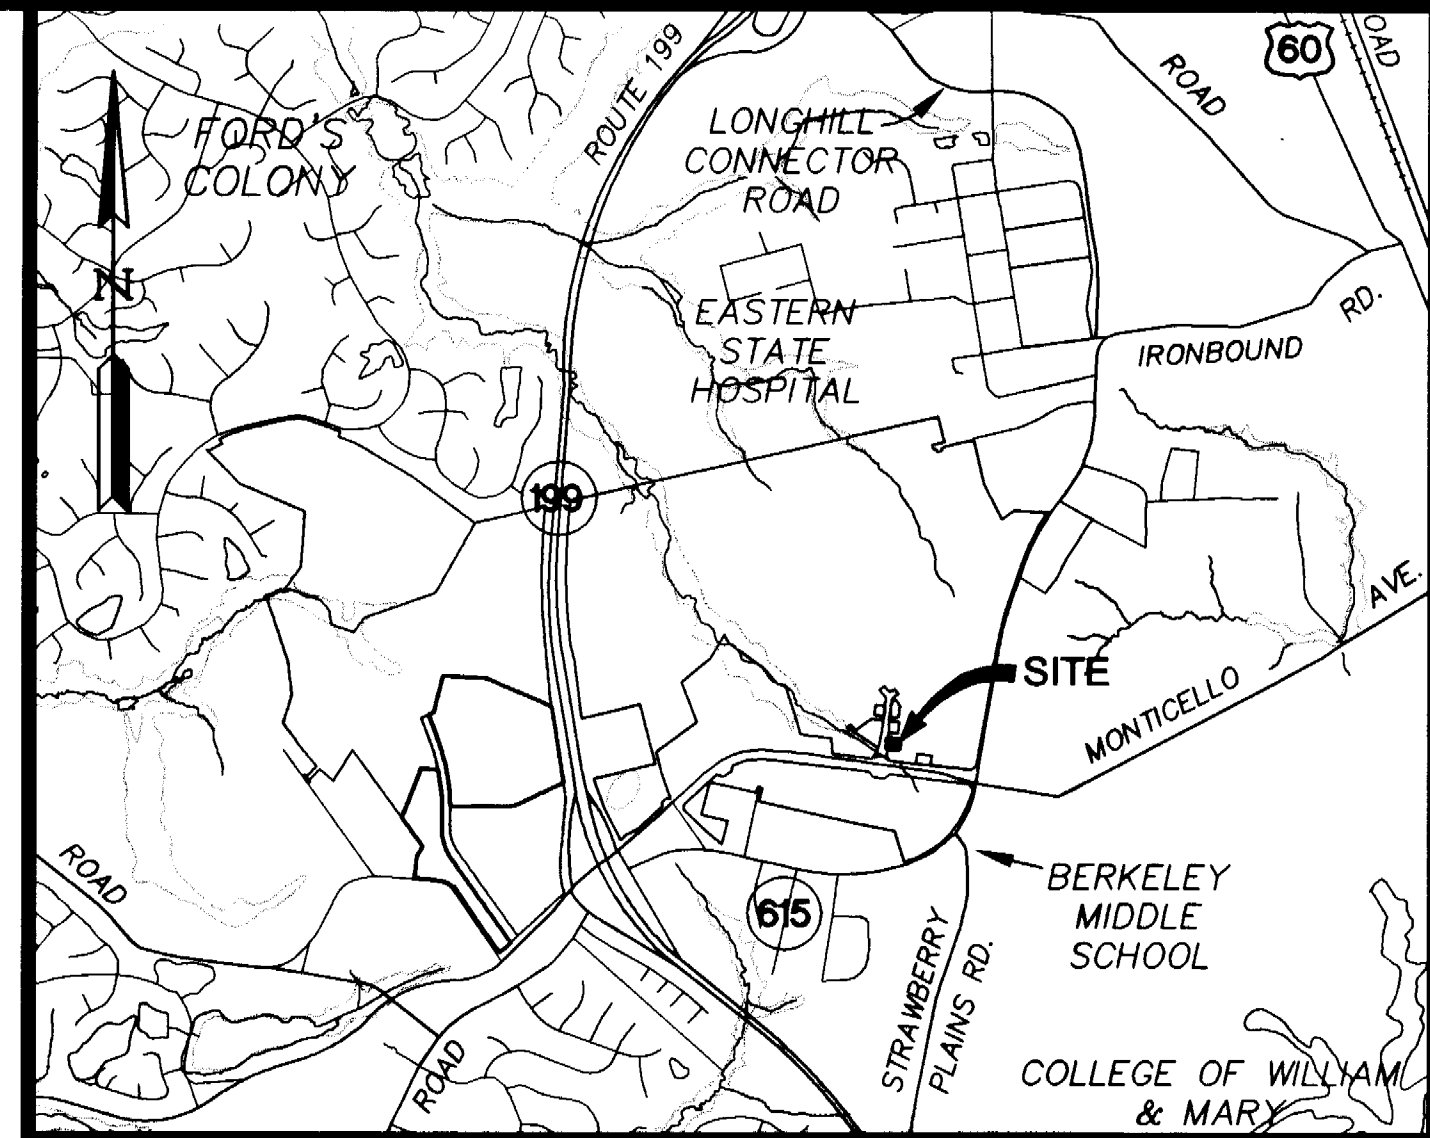 60
OAD
ROAD
ROUTE 199
LONGHILL
CONNECTOR
ROAD
FORD'S
COLONY
N
EASTERN
STATE
HOSPITAL
RD.
IRONBOUND
199
AVE.
SITE
MONTICELLO
ROAD
BERKELEY
MIDDLE
SCHOOL
615
STRAWBERRY
PLAINS RD.
ROAD
COLLEGE OF WILLIAM
& MARY